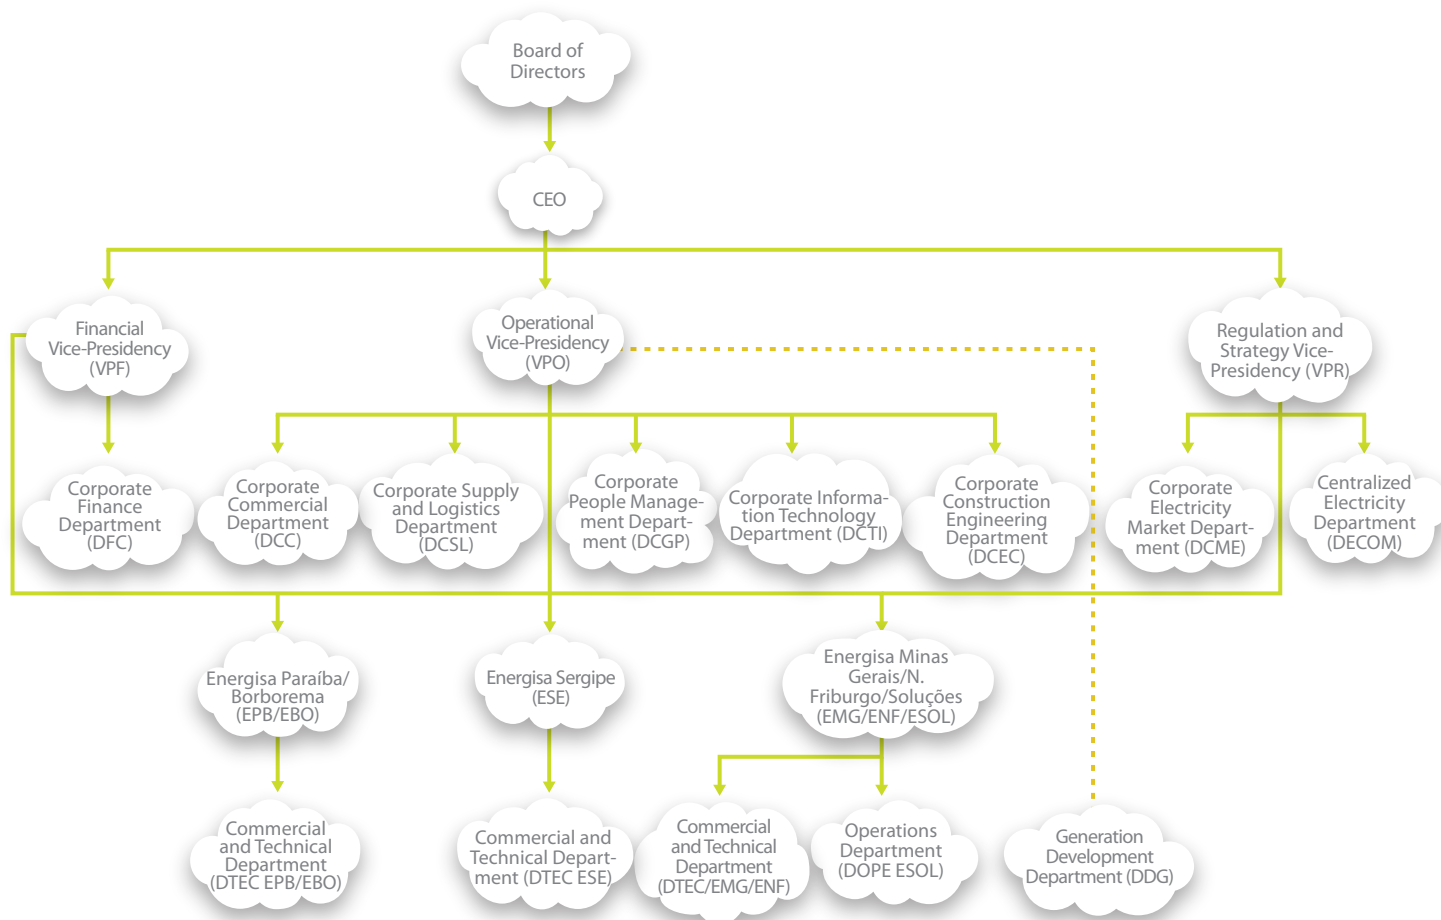 Board of
Directors
CEO
Financial
Vice-Presidency
(VPF)
Operational
Vice-Presidency
(VPO)
Regulation and
Strategy Vice-
Presidency (VPR)
Corporate
Finance
Department
(DFC)
Corporate
Commercial
Department
(DCC)
Corporate Supply
and Logistics
Department
(DCSL)
Corporate
People Manage-
ment Depart-
ment (DCGP)
Corporate Informa-
tion Technology
Department (DCTI)
Corporate
Construction
Engineering
Department
(DCEC)
Corporate
Electricity
Market Depart-
ment (DCME)
Centralized
Electricity
Department
(DECOM)
Energisa Paraíba/
Borborema
(EPB/EBO)
Energisa Sergipe
(ESE)
Energisa Minas
Gerais/N.
Friburgo/Soluções
(EMG/ENF/ESOL)
Commercial
and Technical
Department
(DTEC EPB/EBO)
Commercial and
Technical Depart-
ment (DTEC ESE)
Commercial
and Technical
Department
(DTEC/EMG/ENF)
Operations
Department
(DOPE ESOL)
Generation
Development
Department (DDG)